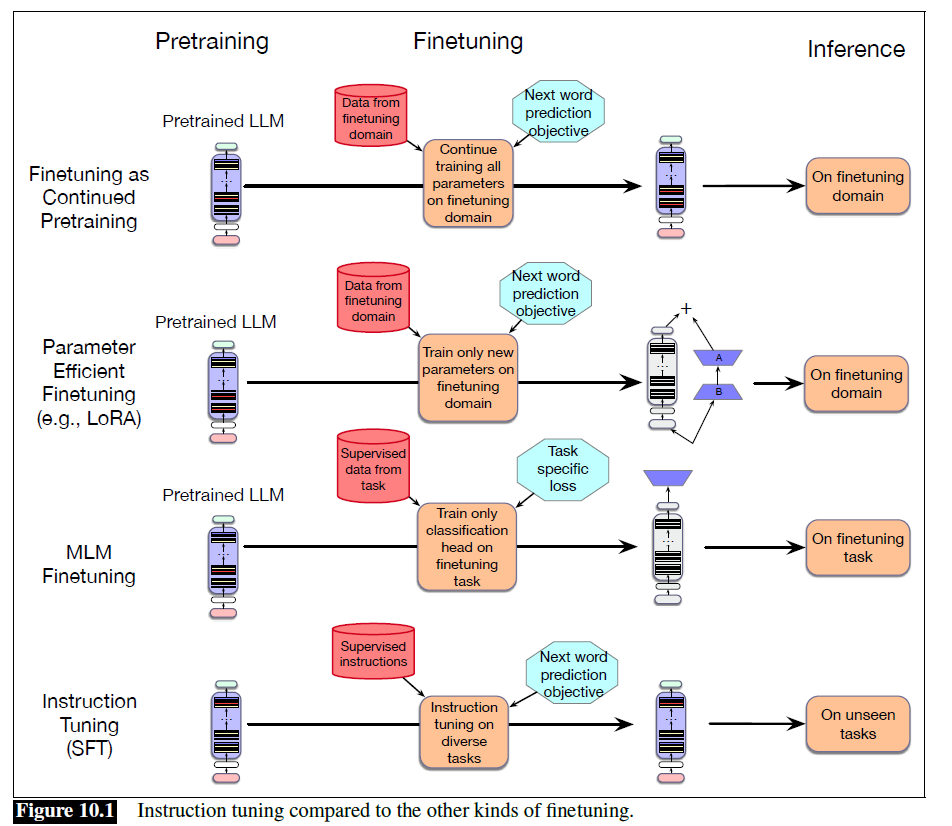 Pretraining
Finetuning
Inference
Finetuning as
Continued
Pretraining
Pretrained LLM
Data from
finetuning
domain
Next word
prediction
objective
Continue
training all
parameters
on finetuning
domain
On finetuning
domain
Parameter
Efficient
Finetuning
(e.g., LoRA)
Pretrained LLM
Data from
finetuning
domain
Next word
prediction
objective
Train only new
parameters on
finetuning
domain
+
A
B
On finetuning
domain
MLM
Finetuning
Pretrained LLM
Supervised
data from
task
Task
specific
loss
Train only
classification
head on
finetuning
task
On finetuning
task
Instruction
Tuning
(SFT)
Supervised
instructions
Next word
prediction
objective
Instruction
tuning on
diverse
tasks
On unseen
tasks
Figure 10.1 Instruction tuning compared to the other kinds of finetuning.